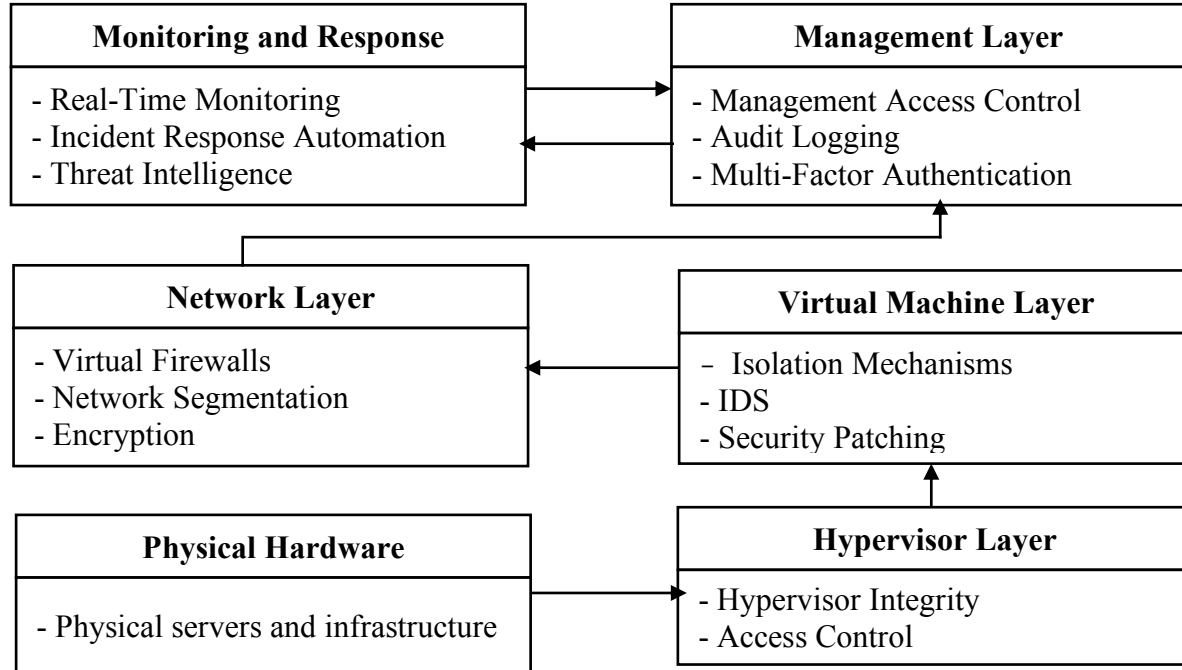 Monitoring and Response
- Real-Time Monitoring
- Incident Response Automation
- Threat Intelligence
Management Layer
- Management Access Control
- Audit Logging
- Multi-Factor Authentication
Network Layer
- Virtual Firewalls
- Network Segmentation
- Encryption
Virtual Machine Layer
- Isolation Mechanisms
- IDS
- Security Patching
Physical Hardware
- Physical servers and infrastructure
Hypervisor Layer
- Hypervisor Integrity
- Access Control